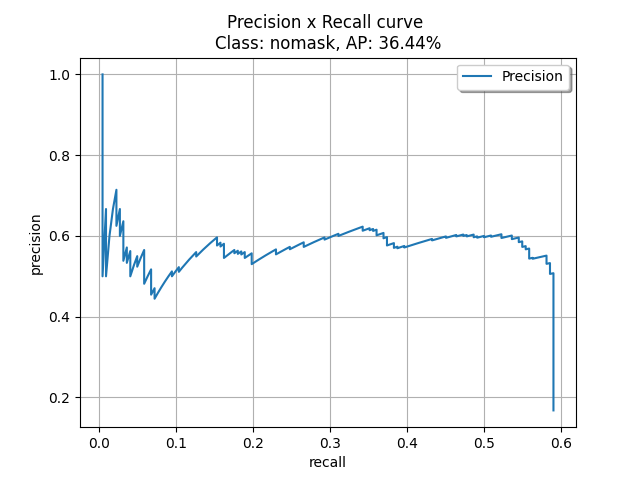 Precision x Recall curve
Class: nomask, AP: 36.44%
Precision
1.0
0.8
0.6
0.4
0.2
precision
0.0 0.1 0.2 0.3 0.4 0.5 0.6
recall